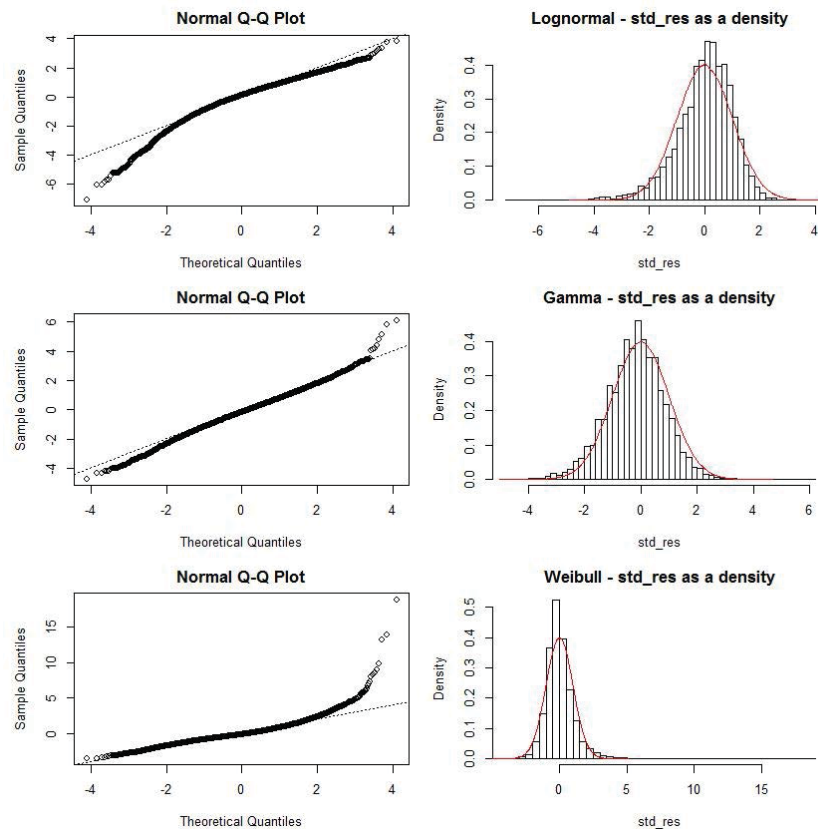 Normal Q-Q Plot
Sample Quantiles
4
2
0
-2
-4
-6
-4 -2 0 2 4
Theoretical Quantiles
Lognormal - std_res as a density
Density
0.4
0.3
0.2
0.1
0.0
-6 -4 -2 0 2 4
std_res
Normal Q-Q Plot
Sample Quantiles
6
4
2
0
-2
-4
-4 -2 0 2 4
Theoretical Quantiles
Gamma - std_res as a density
Density
0.4
0.3
0.2
0.1
0.0
-4 -2 0 2 4 6
std_res
Normal Q-Q Plot
Sample Quantiles
15
10
5
0
-4 -2 0 2 4
Theoretical Quantiles
Weibull - std_res as a density
Density
0.5
0.4
0.3
0.2
0.1
0.0
0 5 10 15
std_res